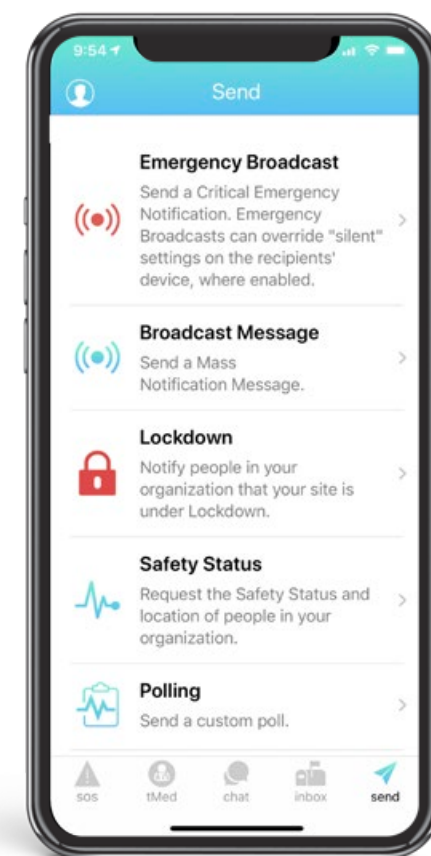 9:54
Send
Emergency Broadcast
Send a Critical Emergency
Notification. Emergency
Broadcasts can override "silent"
settings on the recipients'
device, where enabled.
Broadcast Message
Send a Mass
Notification Message.
Lockdown
Notify people in your
organization that your site is
under Lockdown.
Safety Status
Request the Safety Status and
location of people in your
organization.
Polling
Send a custom poll.
sos tMed chat inbox send